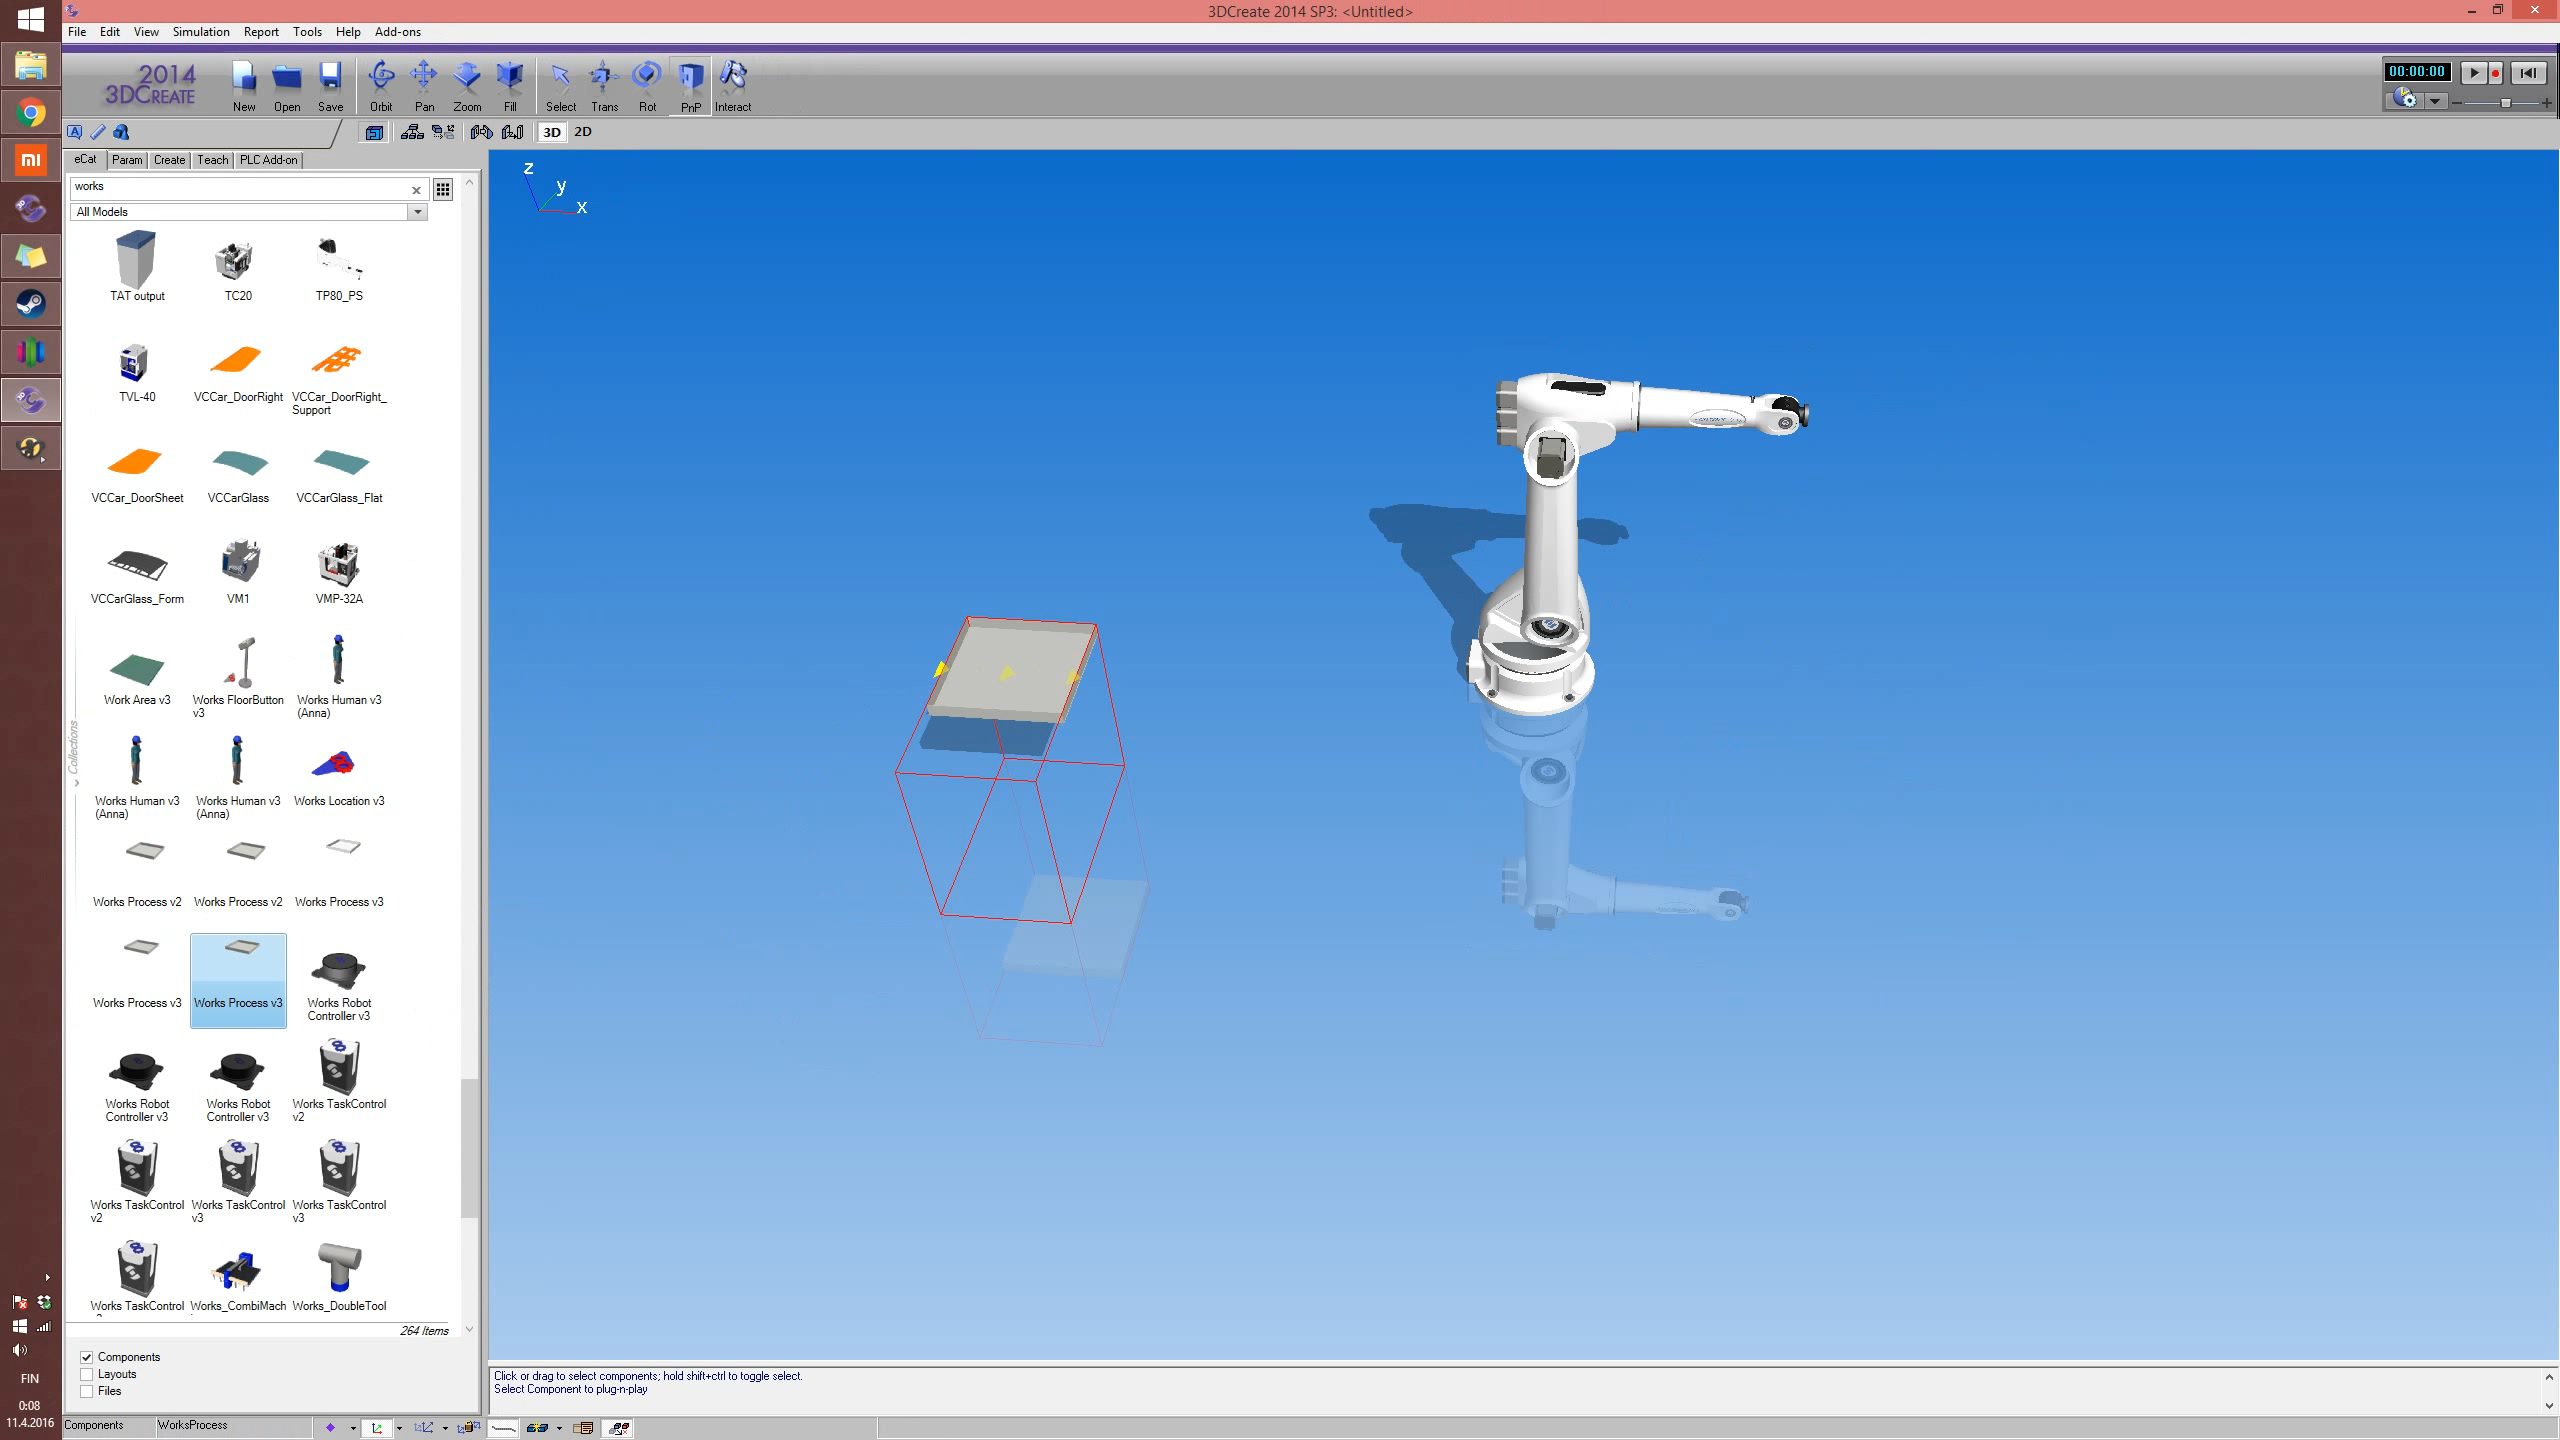 3DCreate 2014 SP3: <Untitled>
File Edit View Simulation Report Tools Help Add-ons
2014
3DCREATE
New Open Save Orbit Pan Zoom Fill Select Trans Rot PnP Interact
00:00:00
3D 2D
eCat Param Create Teach PLC Add-on
works
All Models
TAT output TC20 TP80_PS
TVL-40 VCCar_DoorRight VCCar_DoorRight_
Support
VCCar_DoorSheet VCCarGlass VCCarGlass_Flat
VCCarGlass_Form VM1 VMP-32A
Work Area v3 Works FloorButton Works Human v3
v3 (Anna)
Works Human v3 Works Human v3 Works Location v3
(Anna) (Anna)
Works Process v2 Works Process v2 Works Process v3
Works Process v3 Works Process v3 Works Robot
Controller v3
Works Robot Works Robot Works TaskControl
Controller v3 Controller v3 v2
Works TaskControl Works TaskControl Works TaskControl
v2 v3 v3
Works TaskControl Works_CombiMach Works_DoubleTool
264 Items
Collections
Components
Layouts
Files
z
y
x
Click or drag to select components; hold shift+ctrl to toggle select.
Select Component to plug-n-play
Components WorksProcess
mi
FIN
0:08
11.4.2016